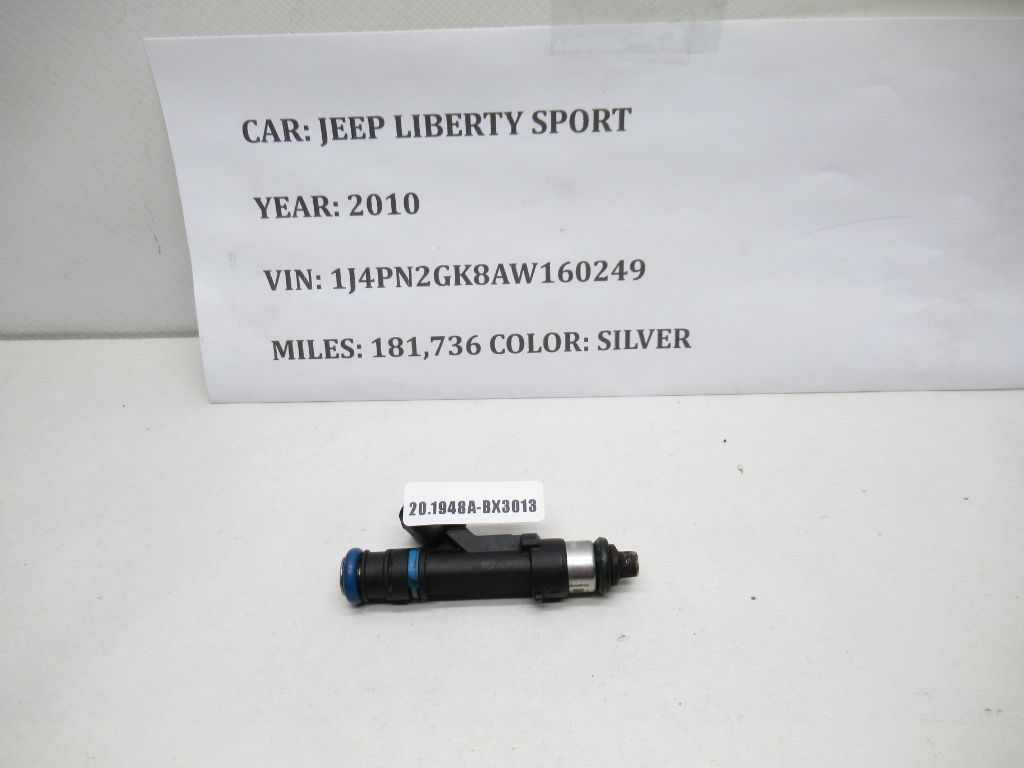 CAR: JEEP LIBERTY SPORT
YEAR: 2010
VIN: 1J4PN2GK8AW160249
MILES: 181,736 COLOR: SILVER
20.1948A-BX3013